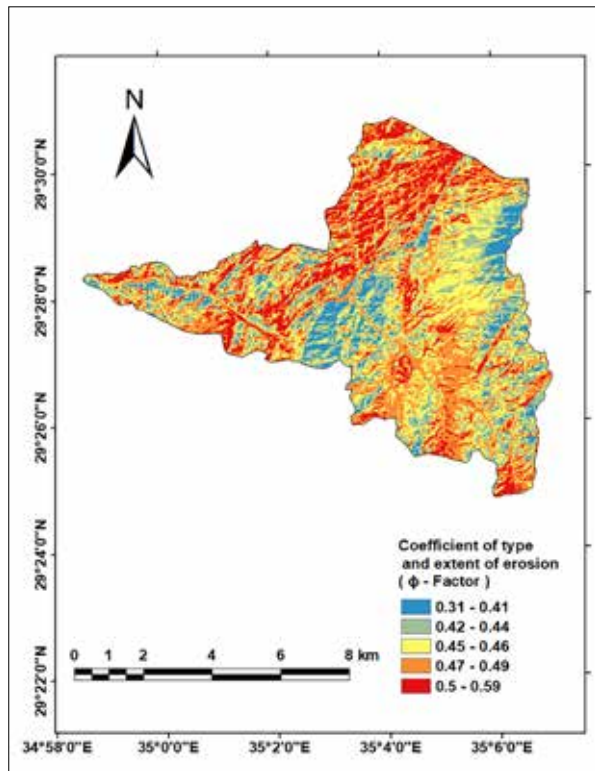 N
29°30'0"N
29°28'0"N
29°26'0"N
29°24'0"N
29°22'0"N
Coefficient of type
and extent of erosion
( ϕ - Factor )
0.31 - 0.41
0.42 - 0.44
0.45 - 0.46
0.47 - 0.49
0.5 - 0.59
0 1 2 4 6 8 km
34°58'0"E 35°0'0"E 35°2'0"E 35°4'0"E 35°6'0"E